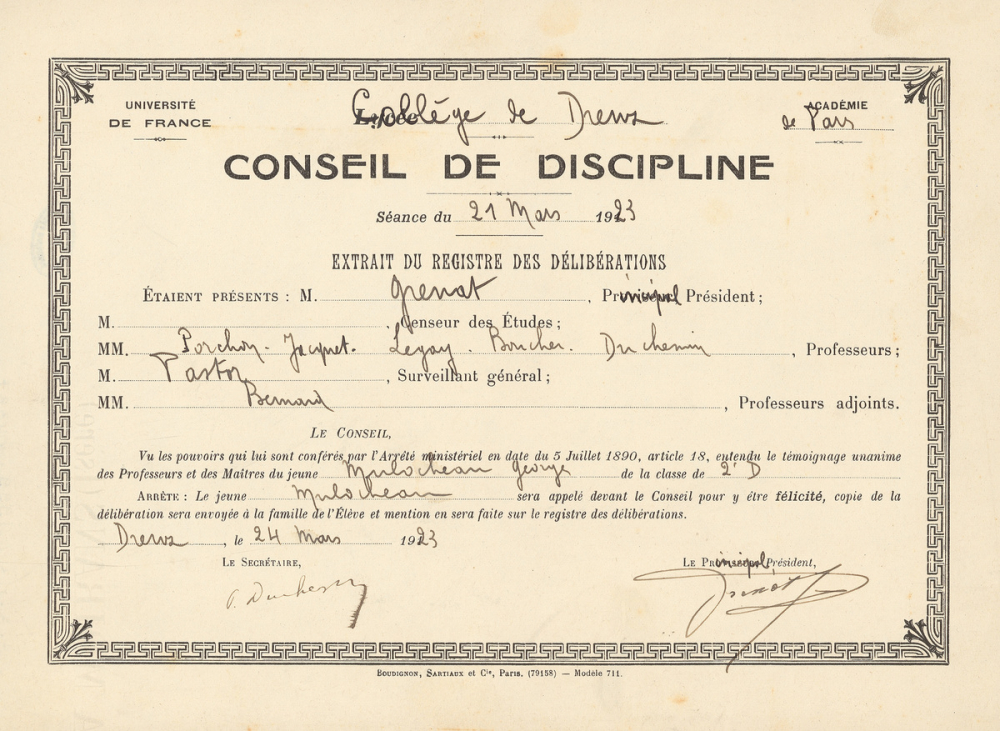 UNIVERSITÉ
DE FRANCE
Collège de Dreux
ACADÉMIE
de Paris
CONSEIL DE DISCIPLINE
Séance du 21 Mars 1923
EXTRAIT DU REGISTRE DES DÉLIBÉRATIONS
ÉTAIENT PRÉSENTS : M. Grenat, Principal Président;
M. , Censeur des Études;
MM. Porchon. Jacquet. Legay. Boucher. Duchemin, Professeurs;
M. Pastor, Surveillant général;
MM. Bernard, Professeurs adjoints.
LE CONSEIL,
Vu les pouvoirs qui lui sont conférés par l'Arrêté ministériel en date du 5 Juillet 1890, article 18, entendu le témoignage unanime
des Professeurs et des Maîtres du jeune Mulocheau Georges de la classe de 2e D
ARRÊTE : Le jeune Mulocheau sera appelé devant le Conseil pour y être félicité, copie de la
délibération sera envoyée à la famille de l'Élève et mention en sera faite sur le registre des délibérations.
Dreux, le 24 Mars 1923
LE SECRÉTAIRE,
LE Principal Président,
Grenat
BOUDIGNON, SARTIAUX et Cie, PARIS. (79158) — MODÈLE 711.